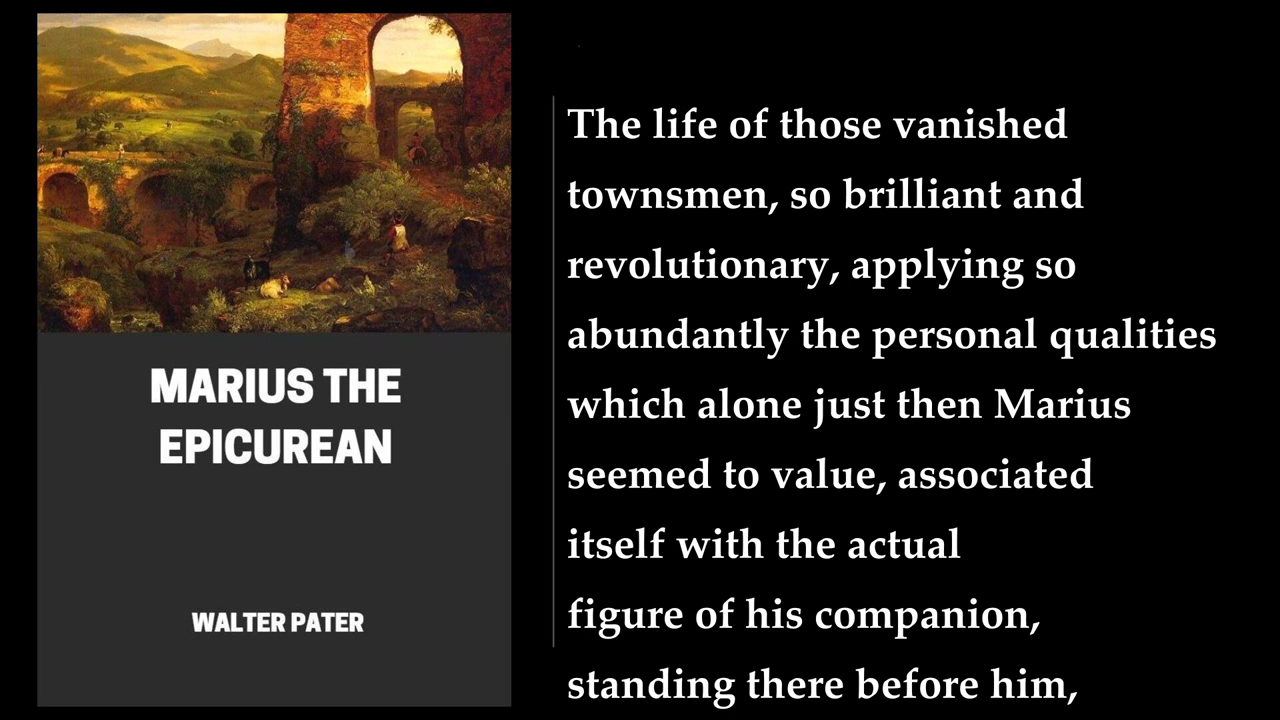 MARIUS THE
EPICUREAN
WALTER PATER
The life of those vanished
townsmen, so brilliant and
revolutionary, applying so
abundantly the personal qualities
which alone just then Marius
seemed to value, associated
itself with the actual
figure of his companion,
standing there before him,